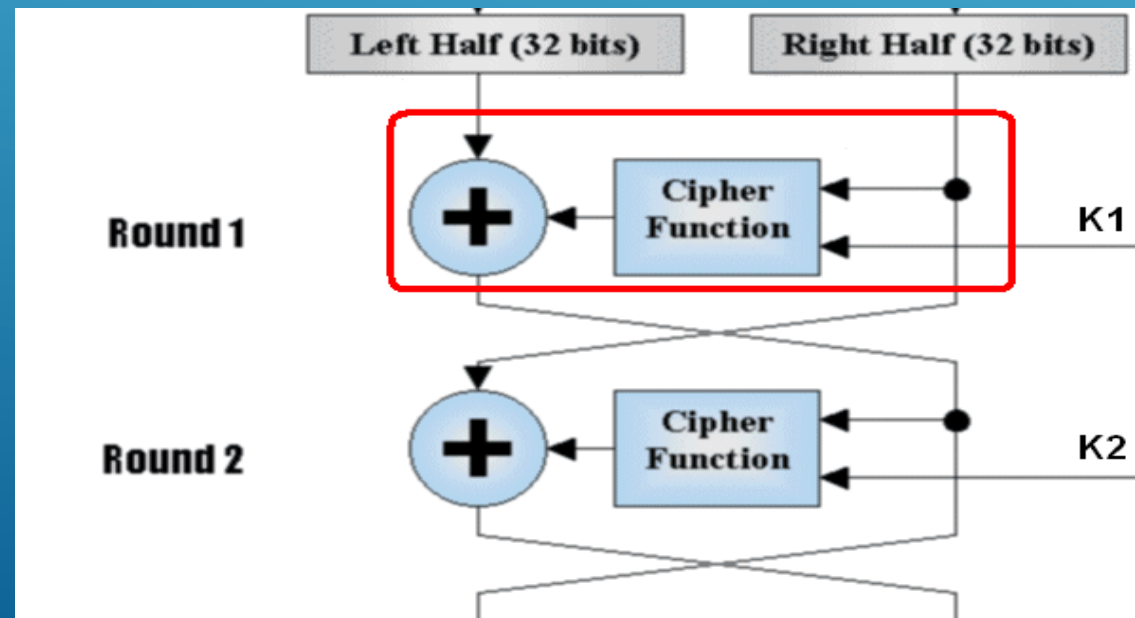 Left Half (32 bits)
Right Half (32 bits)
Round 1
Cipher
Function
K1
Round 2
Cipher
Function
K2